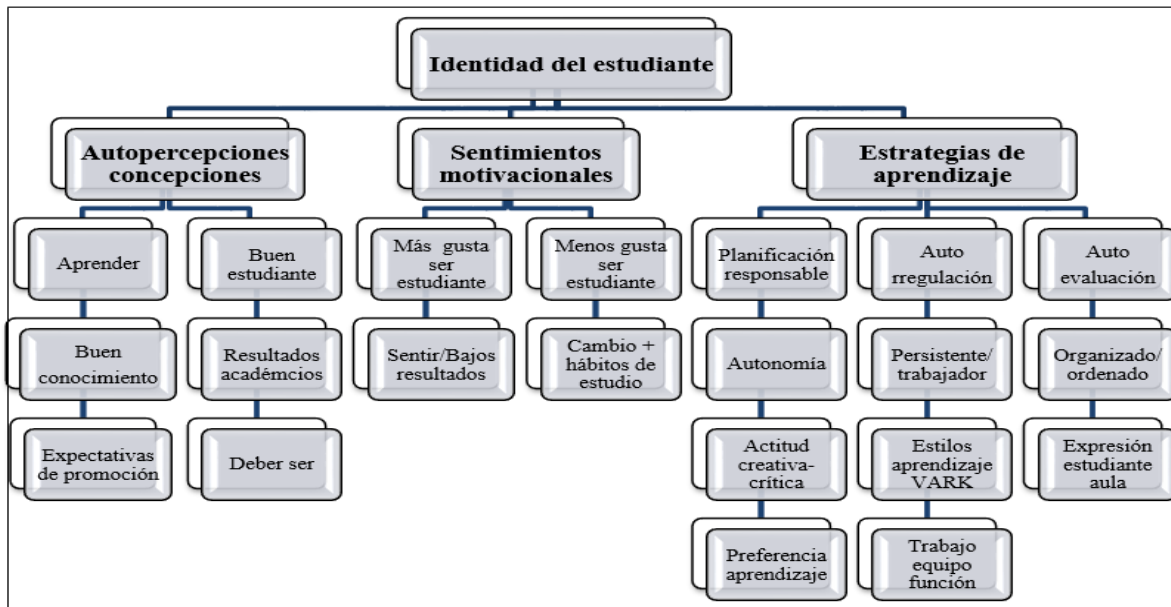 Identidad del estudiante
Autopercepciones
concepciones
Sentimientos
motivacionales
Estrategias de
aprendizaje
Aprender
Buen
estudiante
Más gusta
ser
estudiante
Menos gusta
ser
estudiante
Planificación
responsable
Auto
rregulación
Auto
evaluación
Buen
conocimiento
Resultados
académcios
Sentir/Bajos
resultados
Cambio +
hábitos de
estudio
Autonomía
Persistente/
trabajador
Organizado/
ordenado
Expectativas
de promoción
Deber ser
Actitud
creativa-
crítica
Estilos
aprendizaje
VARK
Expresión
estudiante
aula
Preferencia
aprendizaje
Trabajo
equipo
función